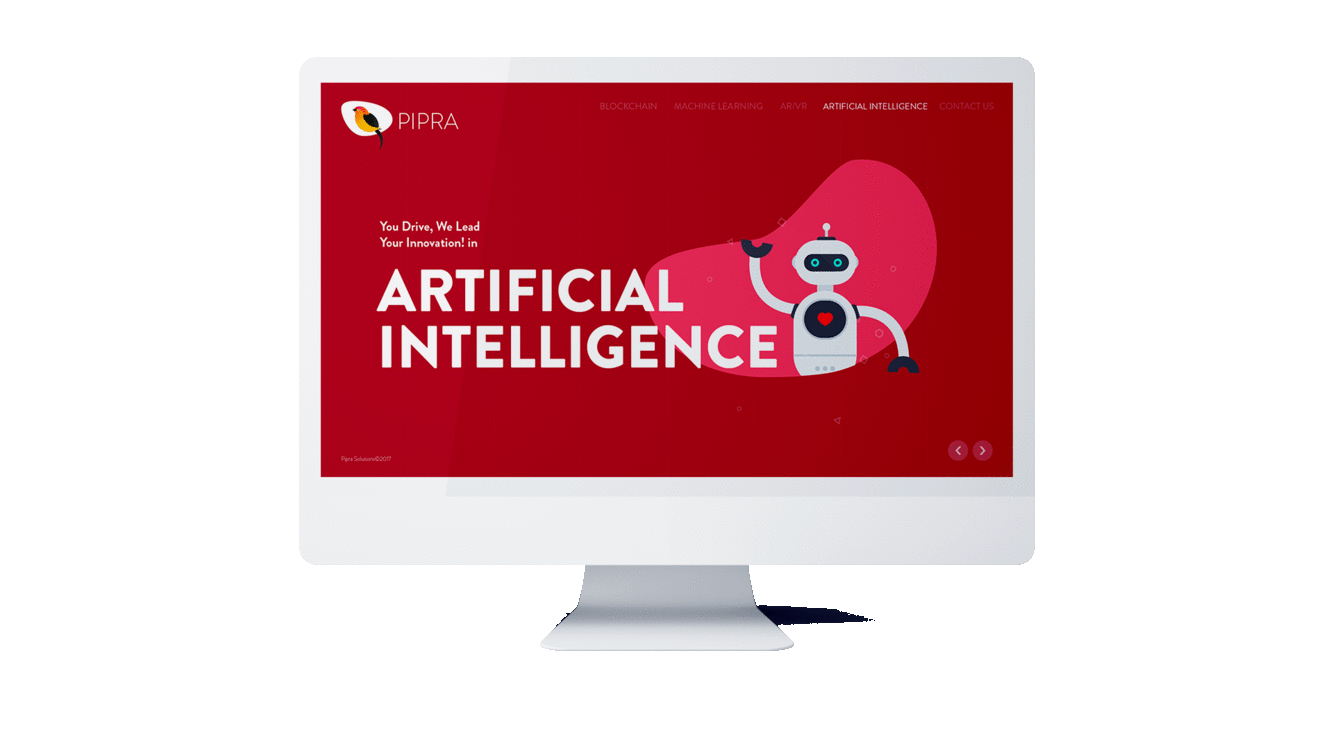 PIPRA
BLOCKCHAIN
MACHINE LEARNING
AR/VR
ARTIFICIAL INTELLIGENCE
CONTACT US
You Drive, We Lead
Your Innovation! in
ARTIFICIAL
INTELLIGENCE
Pipra Solutions©2017